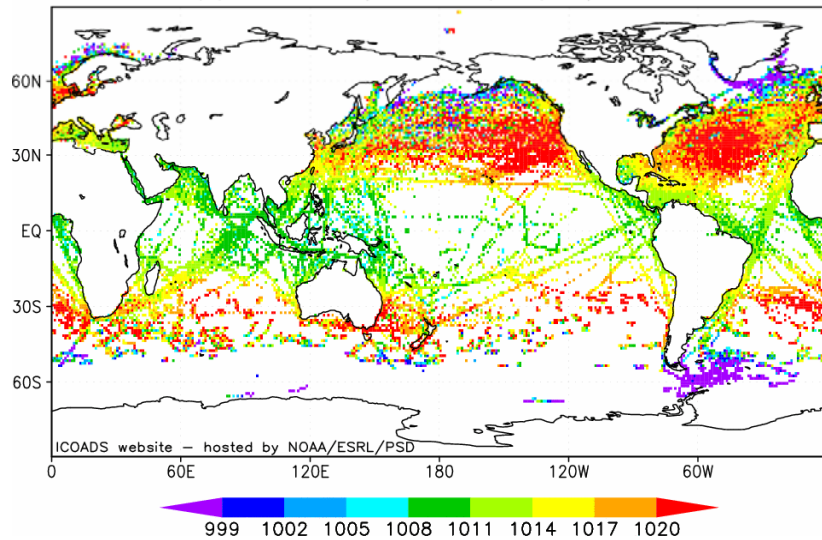 60N
30N
EQ
30S
60S
ICOADS website – hosted by NOAA/ESRL/PSD
0 60E 120E 180 120W 60W
999 1002 1005 1008 1011 1014 1017 1020